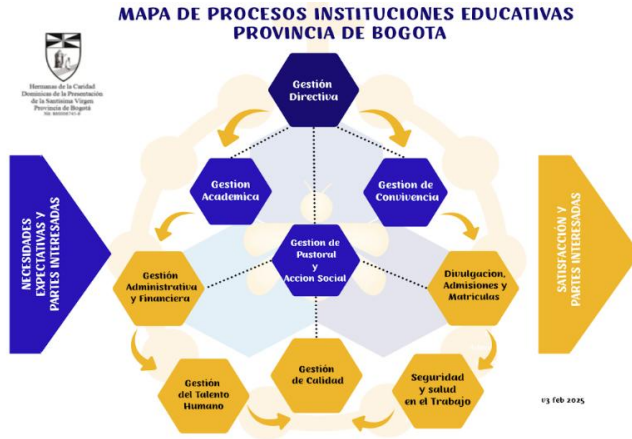 MAPA DE PROCESOS INSTITUCIONES EDUCATIVAS
PROVINCIA DE BOGOTA
Hermanas de la Caridad
Dominicas de la Presentación
de la Santísima Virgen
Provincia de Bogotá
Gestión
Directiva
Gestion
Academica
Gestion de
Convivencia
NECESIDADES
EXPECTATIVAS Y
PARTES INTERESADAS
Gestión
Administrativa
y Financiera
Gestion de
Pastoral
y
Accion Social
Divulgacion,
Admisiones y
Matrículas
SATISFACCIÓN Y
PARTES INTERESADAS
Gestión
del Talento
Humano
Gestión
de Calidad
Seguridad
y salud
en el Trabajo
v3 feb 2025